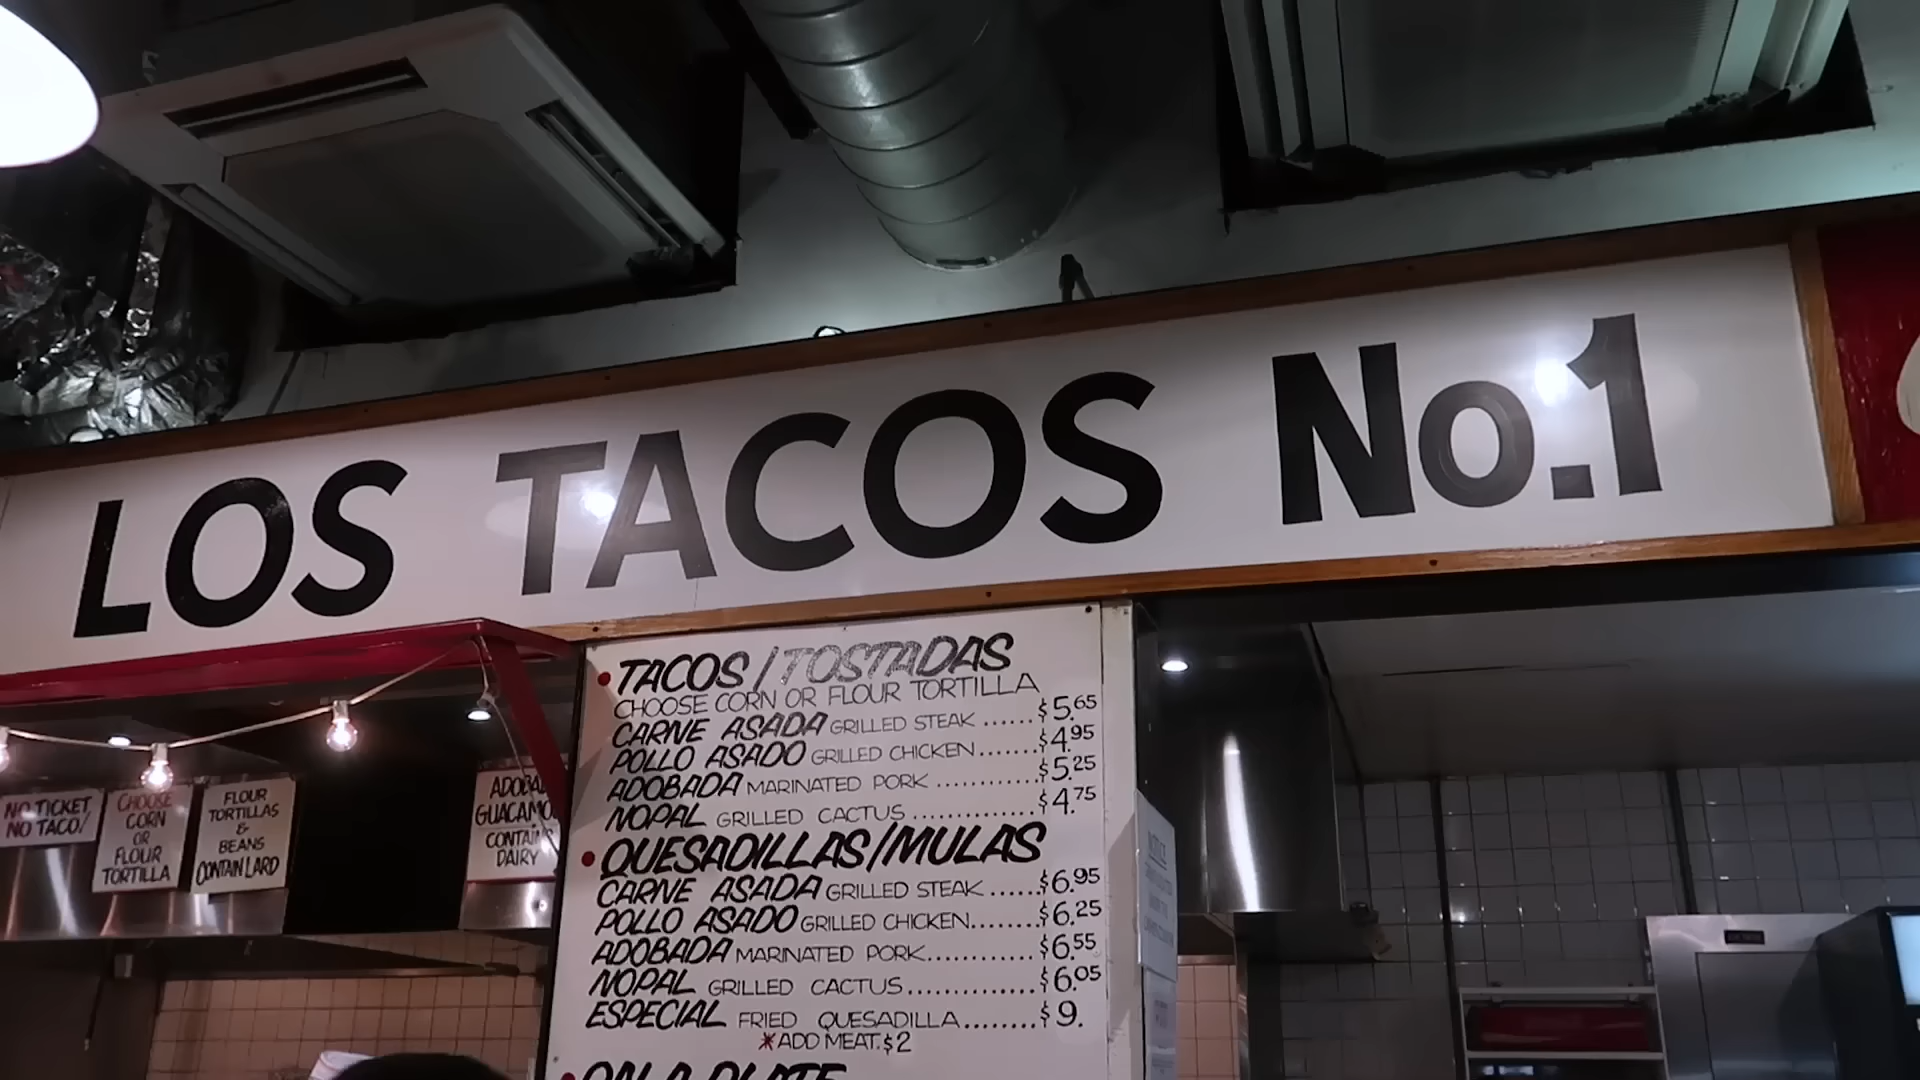 LOS TACOS No.1
NO TICKET,
NO TACO!
CHOOSE
CORN
OR
FLOUR
TORTILLA
FLOUR
TORTILLAS
&
BEANS
CONTAIN LARD
CONTAINS
DAIRY
• TACOS/TOSTADAS
CHOOSE CORN OR FLOUR TORTILLA
CARNE ASADA GRILLED STEAK ...... $5.65
POLLO ASADO GRILLED CHICKEN....... $4.95
ADOBADA MARINATED PORK .......... $5.25
NOPAL GRILLED CACTUS ............ $4.75
• QUESADILLAS/MULAS
CARNE ASADA GRILLED STEAK ......$6.95
POLLO ASADO GRILLED CHICKEN.......$6.25
ADOBADA MARINATED PORK............$6.55
NOPAL GRILLED CACTUS.............$6.05
ESPECIAL FRIED QUESADILLA........$9.
*ADD MEAT.$2
PLATE